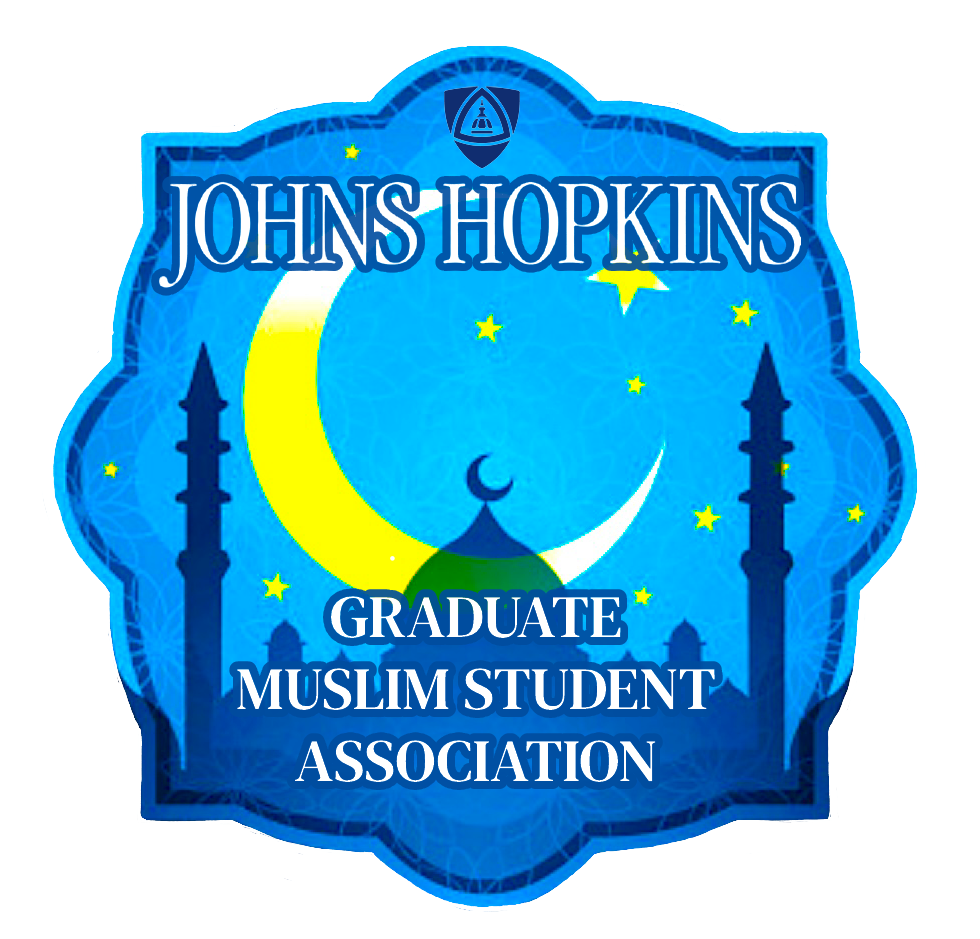 JOHNS HOPKINS
GRADUATE
MUSLIM STUDENT
ASSOCIATION